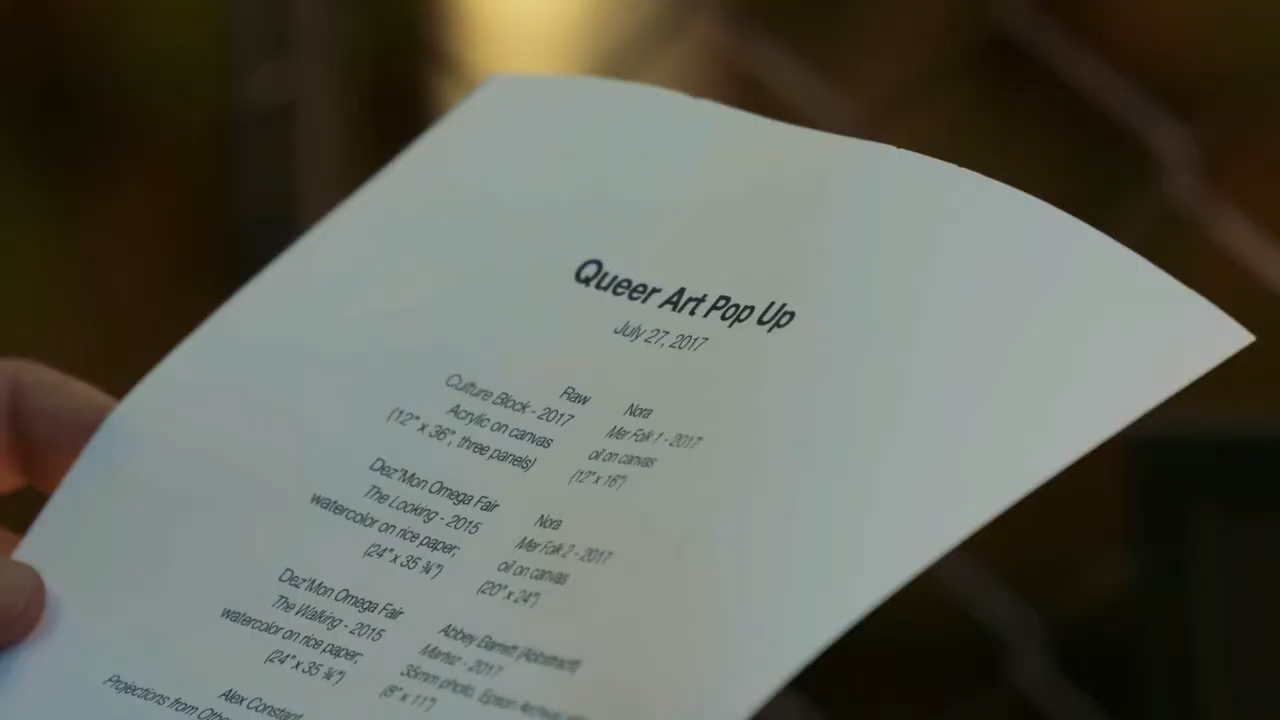 Queer Art Pop Up
July 27, 2017
Raw
Culture Block - 2017
Acrylic on canvas
(12" x 36", three panels)
Dez'Mon Omega Fair
The Looking - 2015
watercolor on rice paper;
(24" x 35 ¾")
Dez'Mon Omega Fair
The Walking - 2015
watercolor on rice paper;
(24" x 35 ¾")
Alex Constant
Projections from Othe
Nora
Mer Folk 1 - 2017
oil on canvas
(12" x 16")
Nora
Mer Folk 2 - 2017
oil on canvas
(20" x 24")
Abbey Barrett
2017
35mm photo, Epson
(8" x 11")